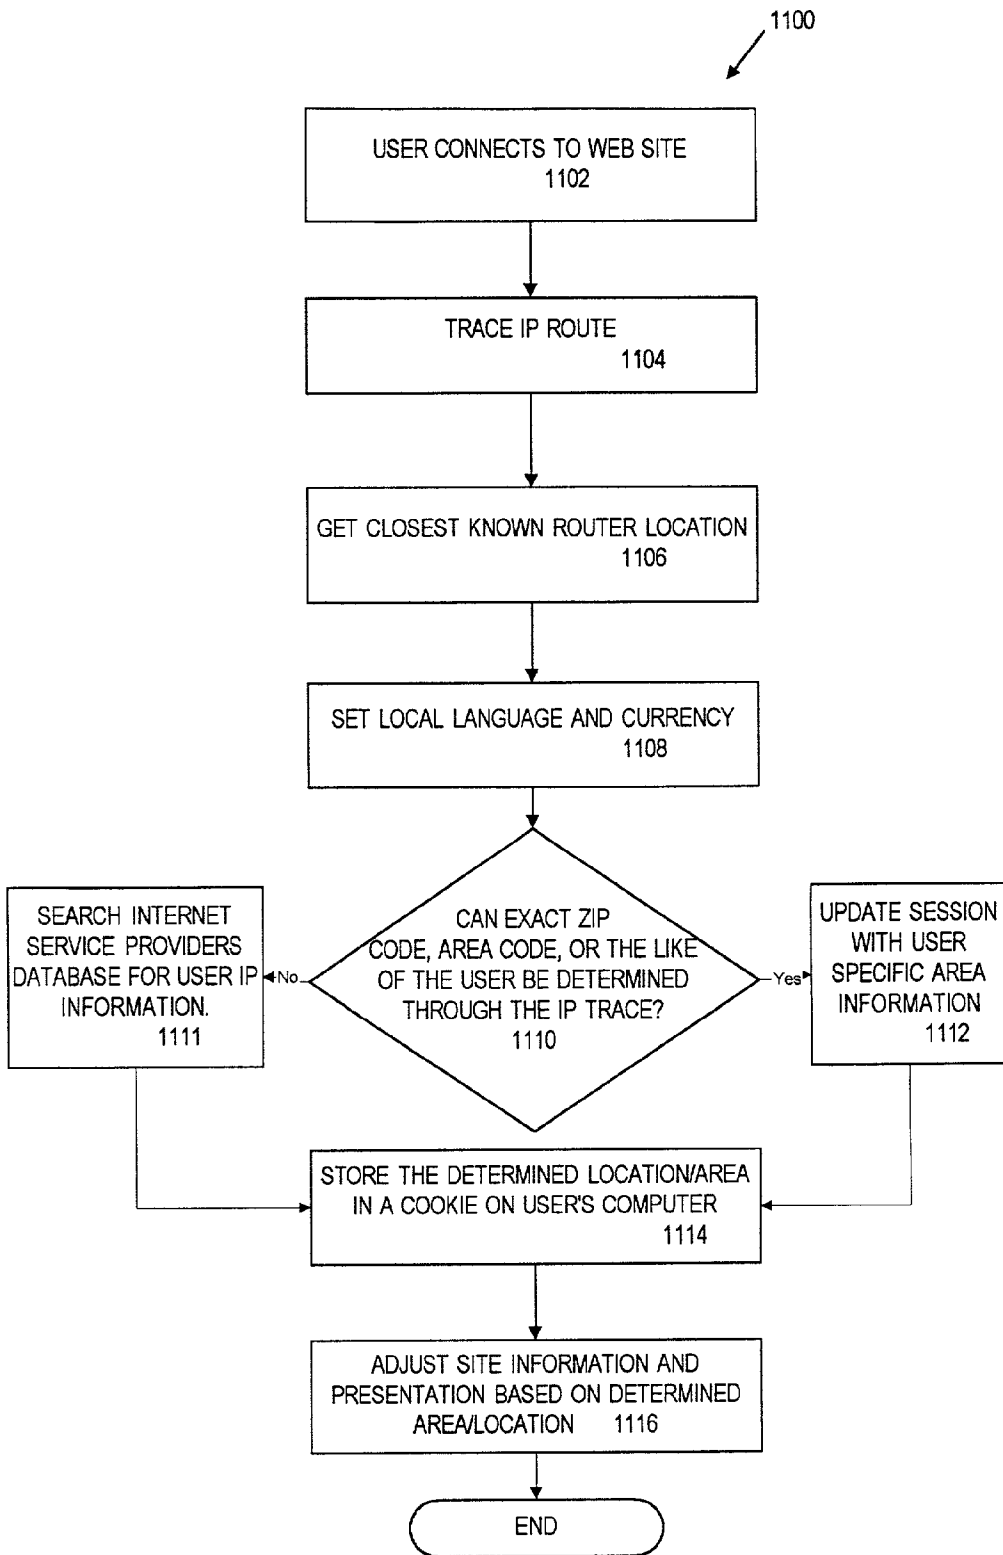 1100
USER CONNECTS TO WEB SITE
1102
TRACE IP ROUTE
1104
GET CLOSEST KNOWN ROUTER LOCATION
1106
SET LOCAL LANGUAGE AND CURRENCY
1108
CAN EXACT ZIP
CODE, AREA CODE, OR THE LIKE
OF THE USER BE DETERMINED
THROUGH THE IP TRACE?
1110
No
SEARCH INTERNET
SERVICE PROVIDERS
DATABASE FOR USER IP
INFORMATION.
1111
Yes
UPDATE SESSION
WITH USER
SPECIFIC AREA
INFORMATION
1112
STORE THE DETERMINED LOCATION/AREA
IN A COOKIE ON USER'S COMPUTER
1114
ADJUST SITE INFORMATION AND
PRESENTATION BASED ON DETERMINED
AREA/LOCATION 1116
END